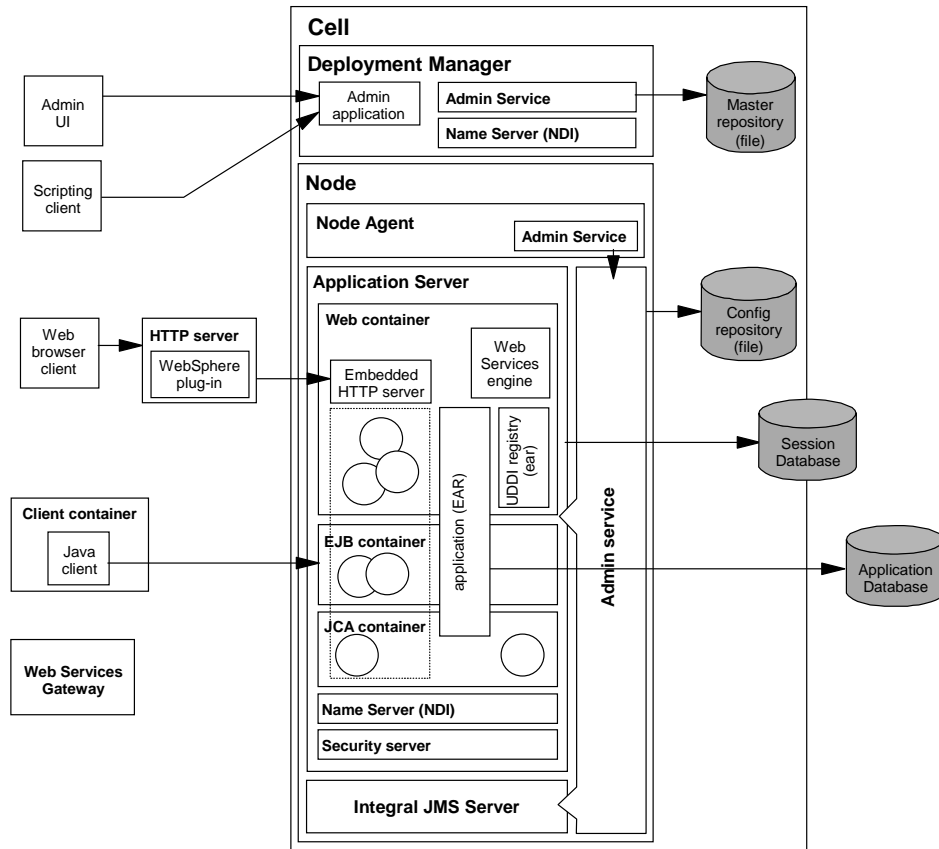 Cell
Deployment Manager
Admin
UI
Admin
application
Admin Service
Name Server (NDI)
Master
repository
(file)
Scripting
client
Node
Node Agent
Admin Service
Application Server
Web container
Config
repository
(file)
Web
browser
client
HTTP server
WebSphere
plug-in
Embedded
HTTP server
Web
Services
engine
application (EAR)
UDDI registry
(ear)
Session
Database
Admin service
Client container
Java
client
EJB container
Application
Database
JCA container
Web Services
Gateway
Name Server (NDI)
Security server
Integral JMS Server